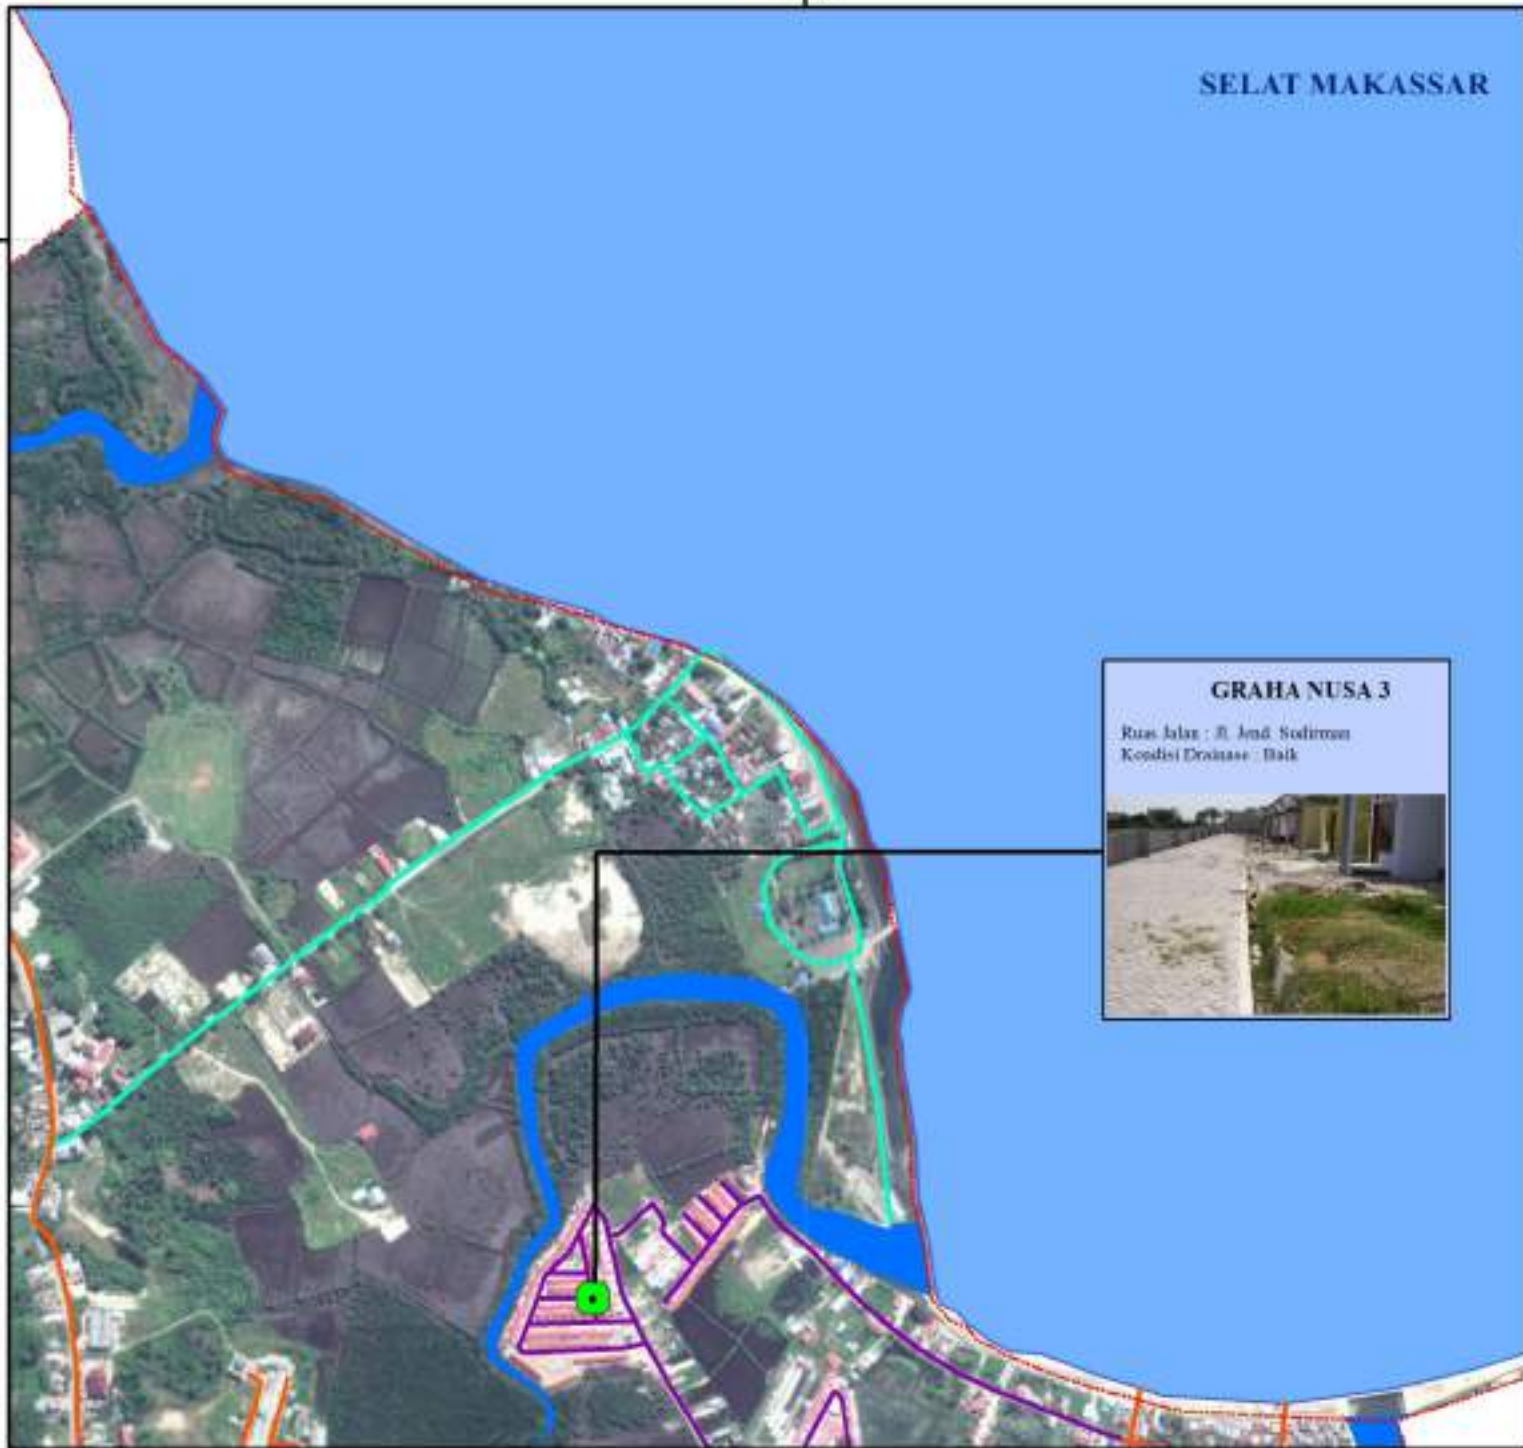 SELAT MAKASSAR
GRAHA NUSA 3
Ruas Jalan : Jl. Jend. Sudirman
Kondisi Drainase : Baik